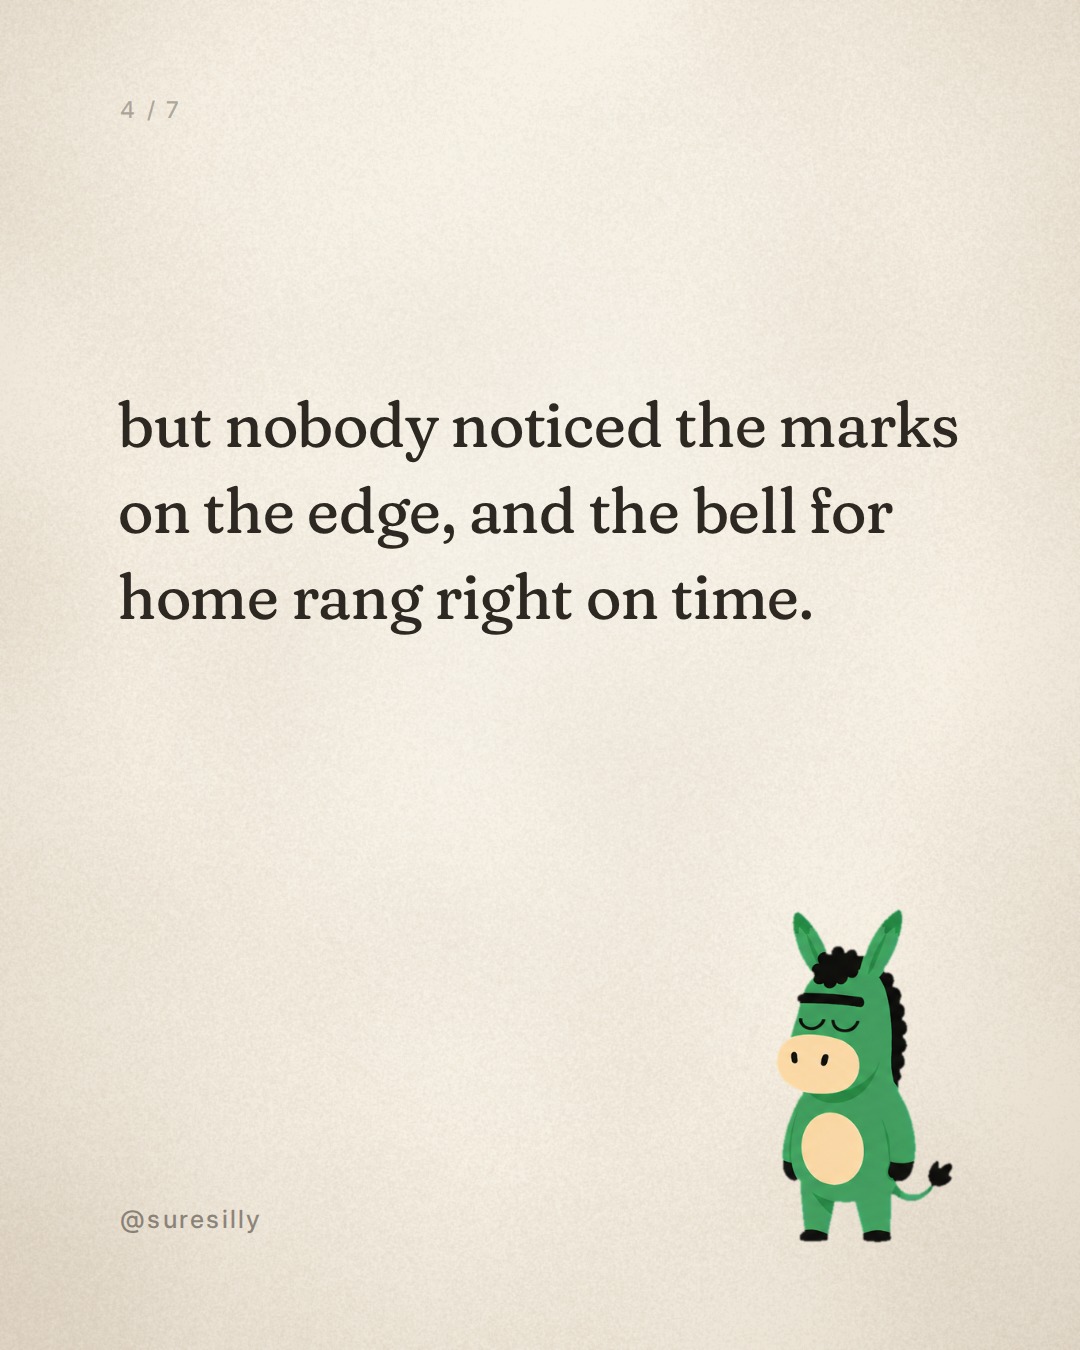 4 / 7
but nobody noticed the marks
on the edge, and the bell for
home rang right on time.
@suresilly